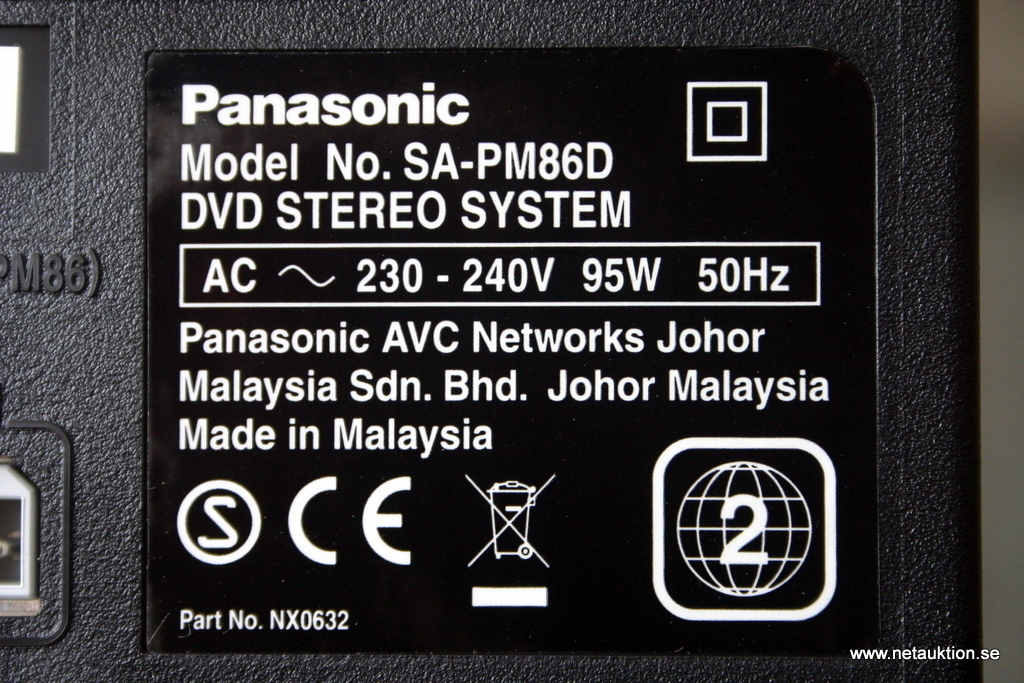 Panasonic
Model No. SA-PM86D
DVD STEREO SYSTEM
AC ~ 230 - 240V 95W 50Hz
Panasonic AVC Networks Johor
Malaysia Sdn. Bhd. Johor Malaysia
Made in Malaysia
S CE
2
Part No. NX0632
PM86)
www.netauktion.se